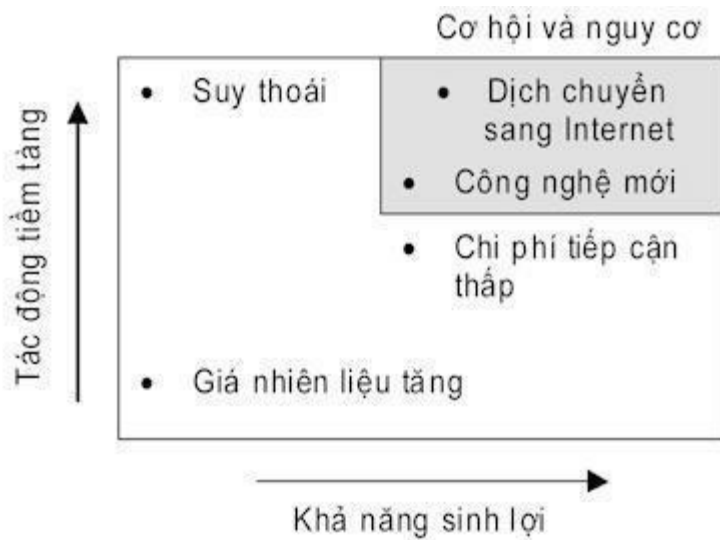 Cơ hội và nguy cơ
• Suy thoái
• Dịch chuyển
sang Internet
• Công nghệ mới
• Chi phí tiếp cận
thấp
• Giá nhiên liệu tăng
Tác động tiềm tàng
Khả năng sinh lợi